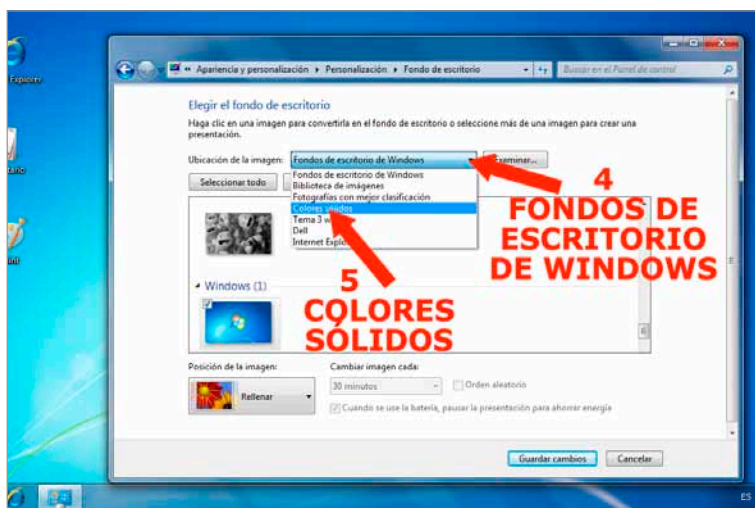 Explorer
Apariencia y personalización
Personalización
Fondo de escritorio
Buscar en el Panel de control
Elegir el fondo de escritorio
Haga clic en una imagen para convertirla en el fondo de escritorio o seleccione más de una imagen para crear una
presentación.
Ubicación de la imagen:
Fondos de escritorio de Windows
Examinar...
Seleccionar todo
Fondos de escritorio de Windows
Biblioteca de imágenes
Fotografías con mejor clasificación
Colores sólidos
Tema 3
Dell
Internet
4
FONDOS DE
ESCRITORIO
DE WINDOWS
Windows (1)
5
COLORES
SÓLIDOS
Posición de la imagen:
Cambiar imagen cada:
Rellenar
30 minutos
Orden aleatorio
Cuando se use la batería, pausar la presentación para ahorrar energía
Guardar cambios
Cancelar
ES